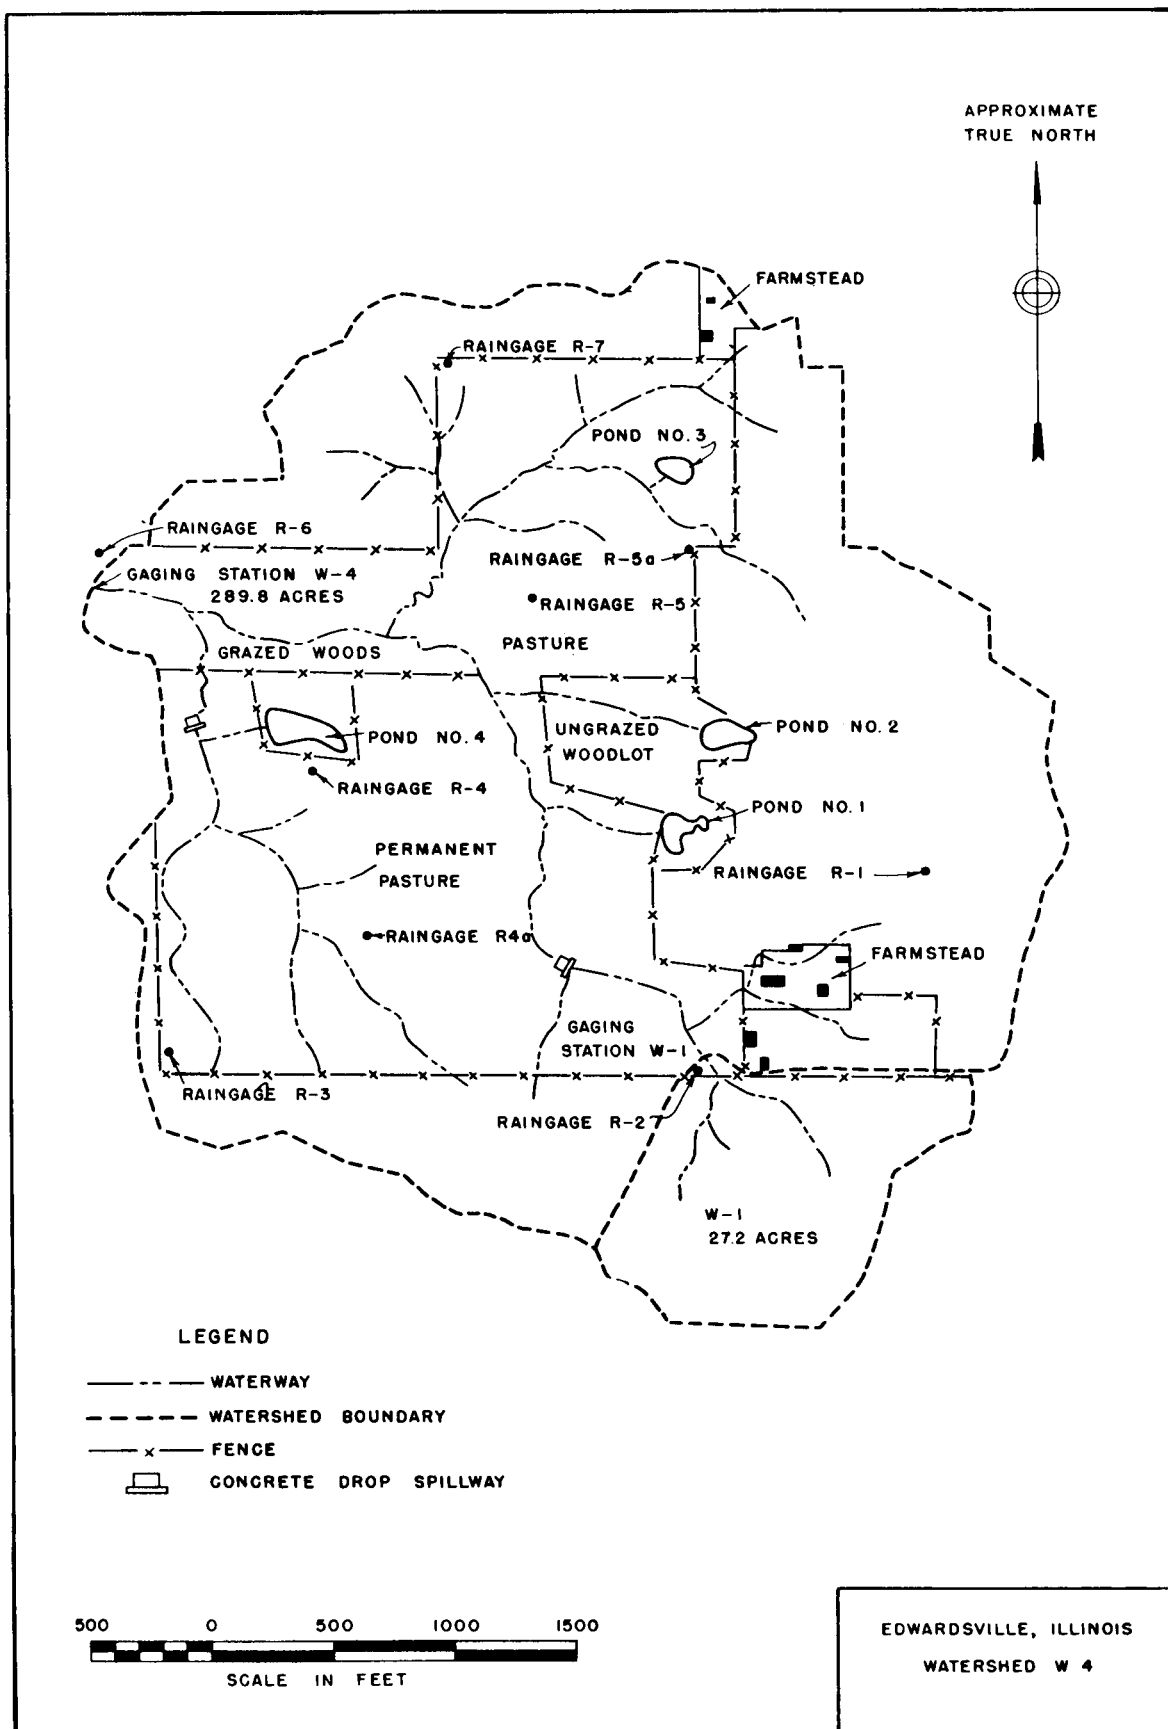 APPROXIMATE
TRUE NORTH
FARMSTEAD
RAINGAGE R-7
POND NO. 3
RAINGAGE R-6
RAINGAGE R-5a
GAGING STATION W-4
289.8 ACRES
RAINGAGE R-5
GRAZED WOODS
PASTURE
UNGRAZED
WOODLOT
POND NO. 2
POND NO. 4
RAINGAGE R-4
POND NO. 1
PERMANENT
PASTURE
RAINGAGE R-1
RAINGAGE R4a
FARMSTEAD
GAGING
STATION W-1
RAINGAGE R-3
RAINGAGE R-2
W-1
27.2 ACRES
LEGEND
WATERWAY
WATERSHED BOUNDARY
FENCE
CONCRETE DROP SPILLWAY
500 0 500 1000 1500
SCALE IN FEET
EDWARDSVILLE, ILLINOIS
WATERSHED W 4